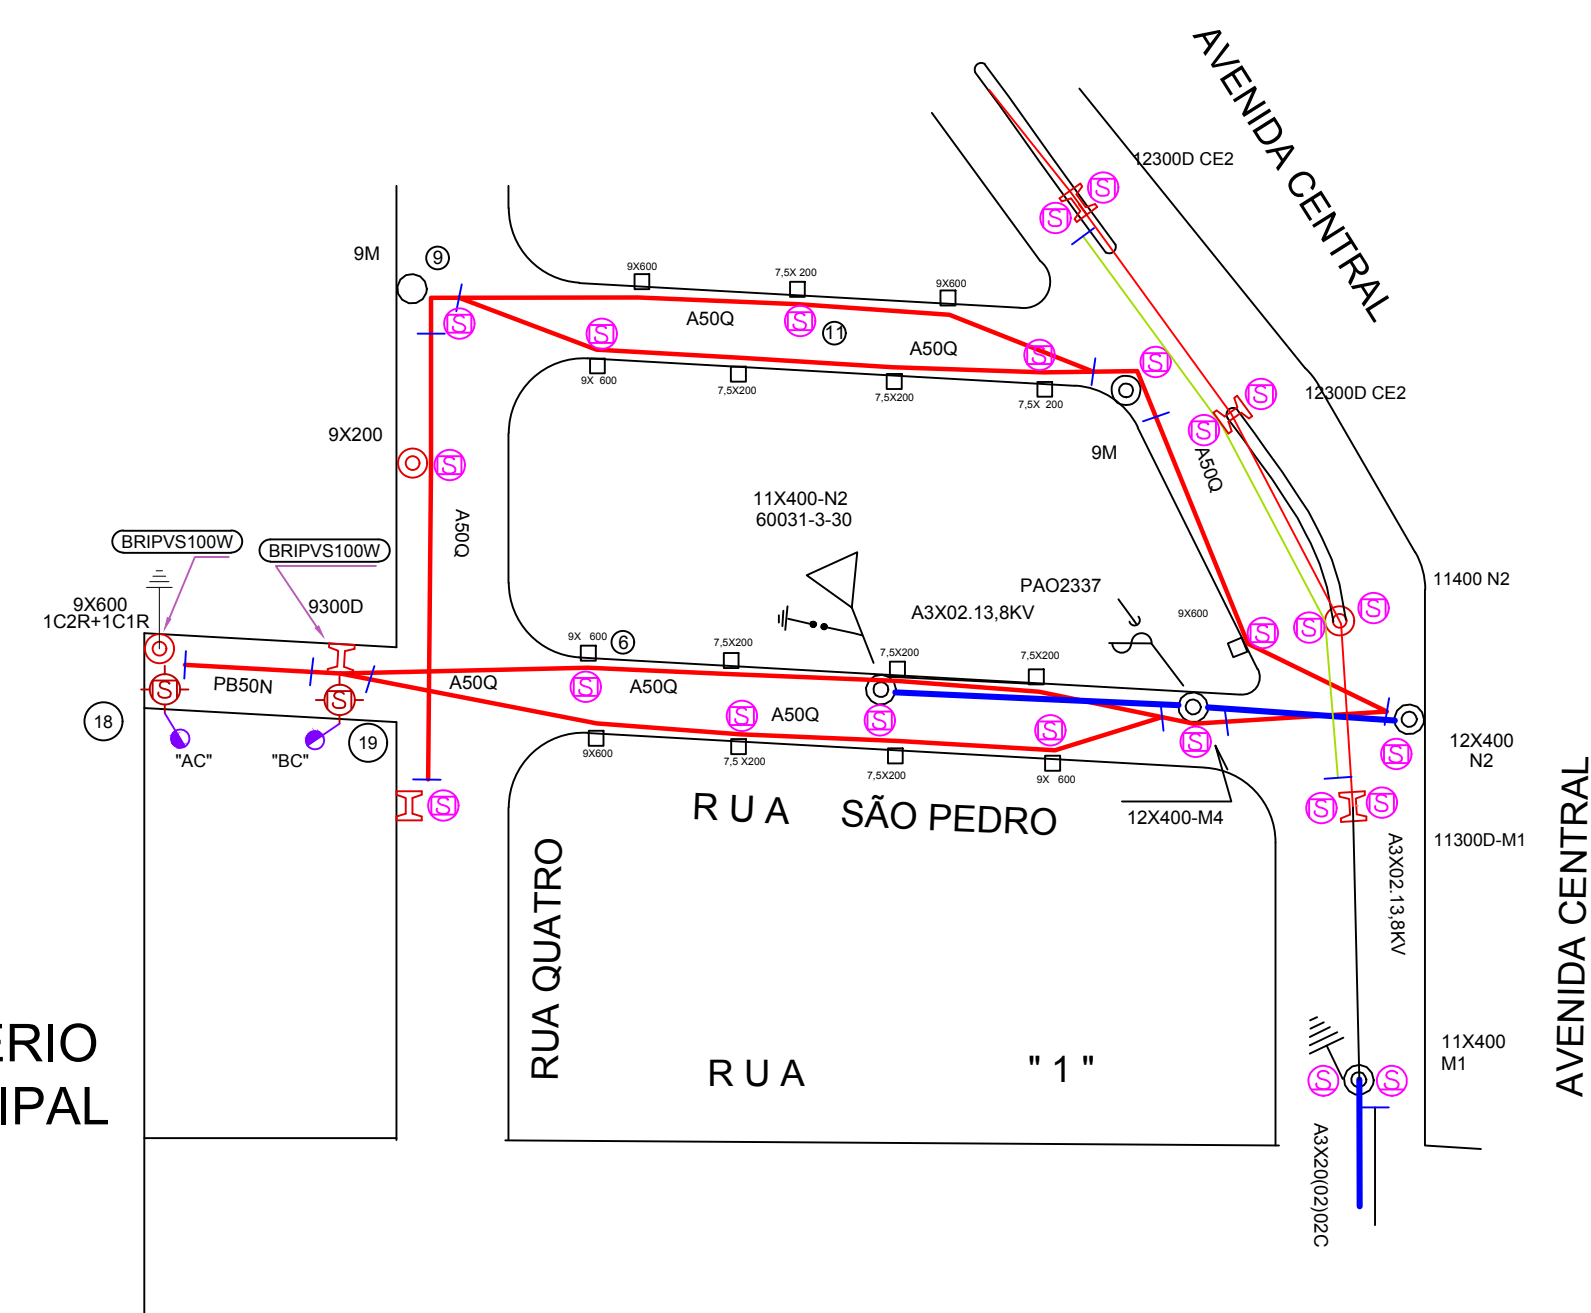 AVENIDA CENTRAL
12300D CE2
9M
9
9X600
7,5X 200
9X600
S
S
S
S
A50Q
S
11
S
A50Q
S
S
9X 600
7,5X200
7,5X200
7,5X 200
S
12300D CE2
S
9X200
S
9M
A50Q
A50Q
11X400-N2
60031-3-30
BRIPVS100W
BRIPVS100W
11400 N2
9X600
1C2R+1C1R
9300D
PAO2337
A3X02.13,8KV
9X600
S
S
S
9X 600
6
7,5X200
7,5X200
7,5X200
PB50N
S
S
A50Q
S
A50Q
A50Q
S
S
S
S
S
18
19
"AC"
"BC"
9X600
7,5 X200
7,5X200
9X 600
12X400
N2
S
RUA SÃO PEDRO
12X400-M4
S
S
11300D-M1
A3X02.13,8KV
AVENIDA CENTRAL
RUA QUATRO
ERIO
IPAL
RUA "1"
11X400
M1
S
S
A3X20(02)02C